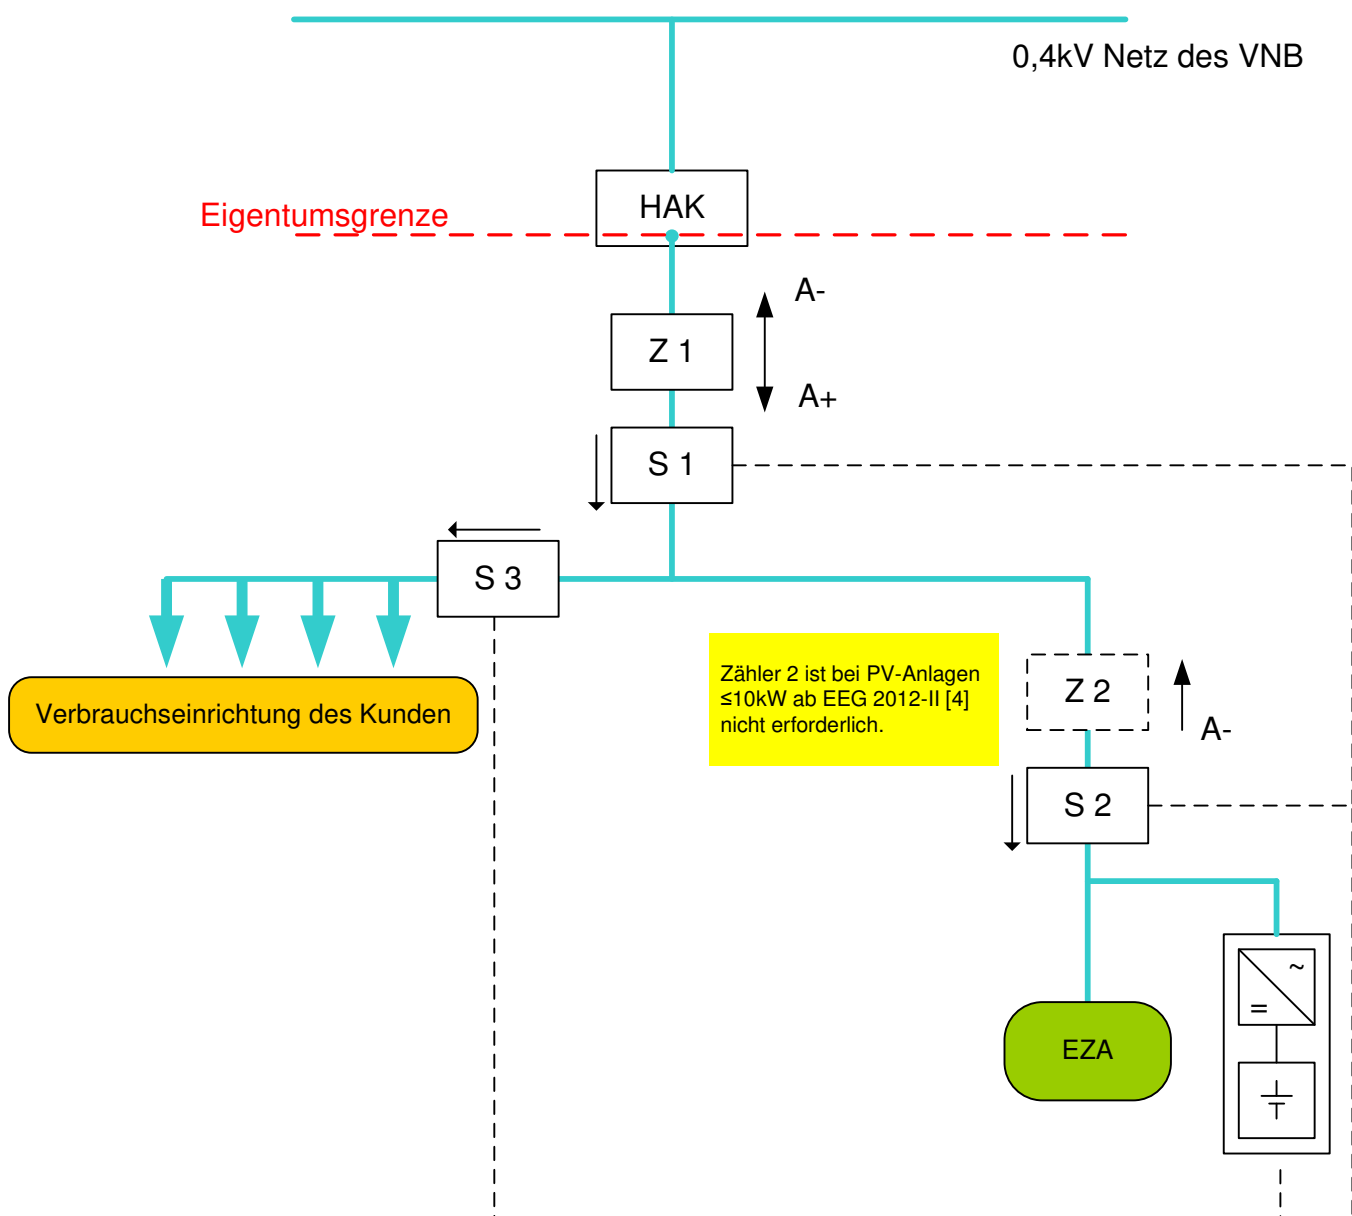 0,4kV Netz des VNB
HAK
Eigentumsgrenze
A-
Z 1
A+
S 1
S 3
Zähler 2 ist bei PV-Anlagen
≤10kW ab EEG 2012-II [4]
nicht erforderlich.
Z 2
A-
Verbrauchseinrichtung des Kunden
S 2
~
=
EZA